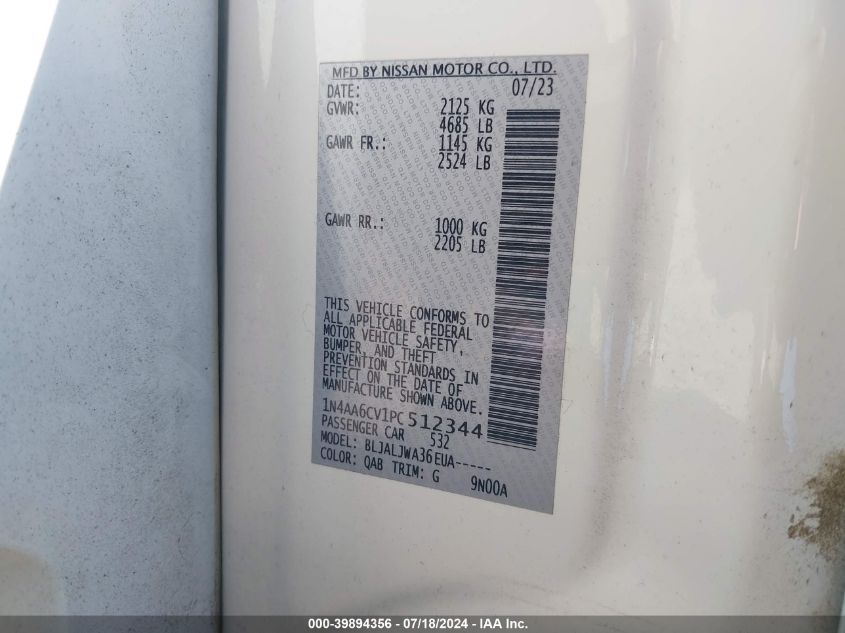 MFD BY NISSAN MOTOR CO., LTD.
DATE: 07/23
GVWR: 2125 KG
4685 LB
GAWR FR.: 1145 KG
2524 LB
GAWR RR.: 1000 KG
2205 LB
THIS VEHICLE CONFORMS TO
ALL APPLICABLE FEDERAL
MOTOR VEHICLE SAFETY,
BUMPER, AND THEFT
PREVENTION STANDARDS IN
EFFECT ON THE DATE OF
MANUFACTURE SHOWN ABOVE.
1N4AA6CV1PC512344
PASSENGER CAR 532
MODEL: BLJALJWA36EUA-----
COLOR: QAB TRIM: G 9N00A
000-39894356 - 07/18/2024 - IAA Inc.